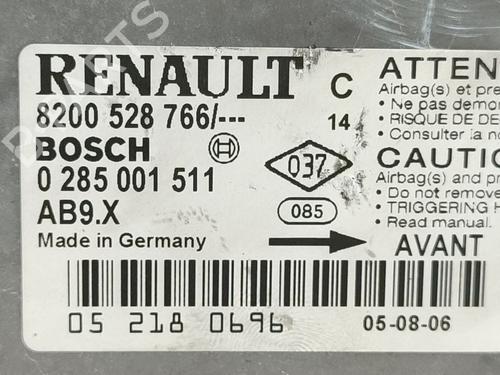 RENAULT C
8200 528 766/---
14
BOSCH
037
0 285 001 511
AB9.X
085
Made in Germany
AVANT
05 218 0696
05-08-06
ATTEN
Airbag(s) et pre
• Ne pas demo
• RISQUE DE DE
• Consulter la n
CAUTIO
Airbag(s) and p
• Do not remove
• TRIGGERING H
• Read manual.